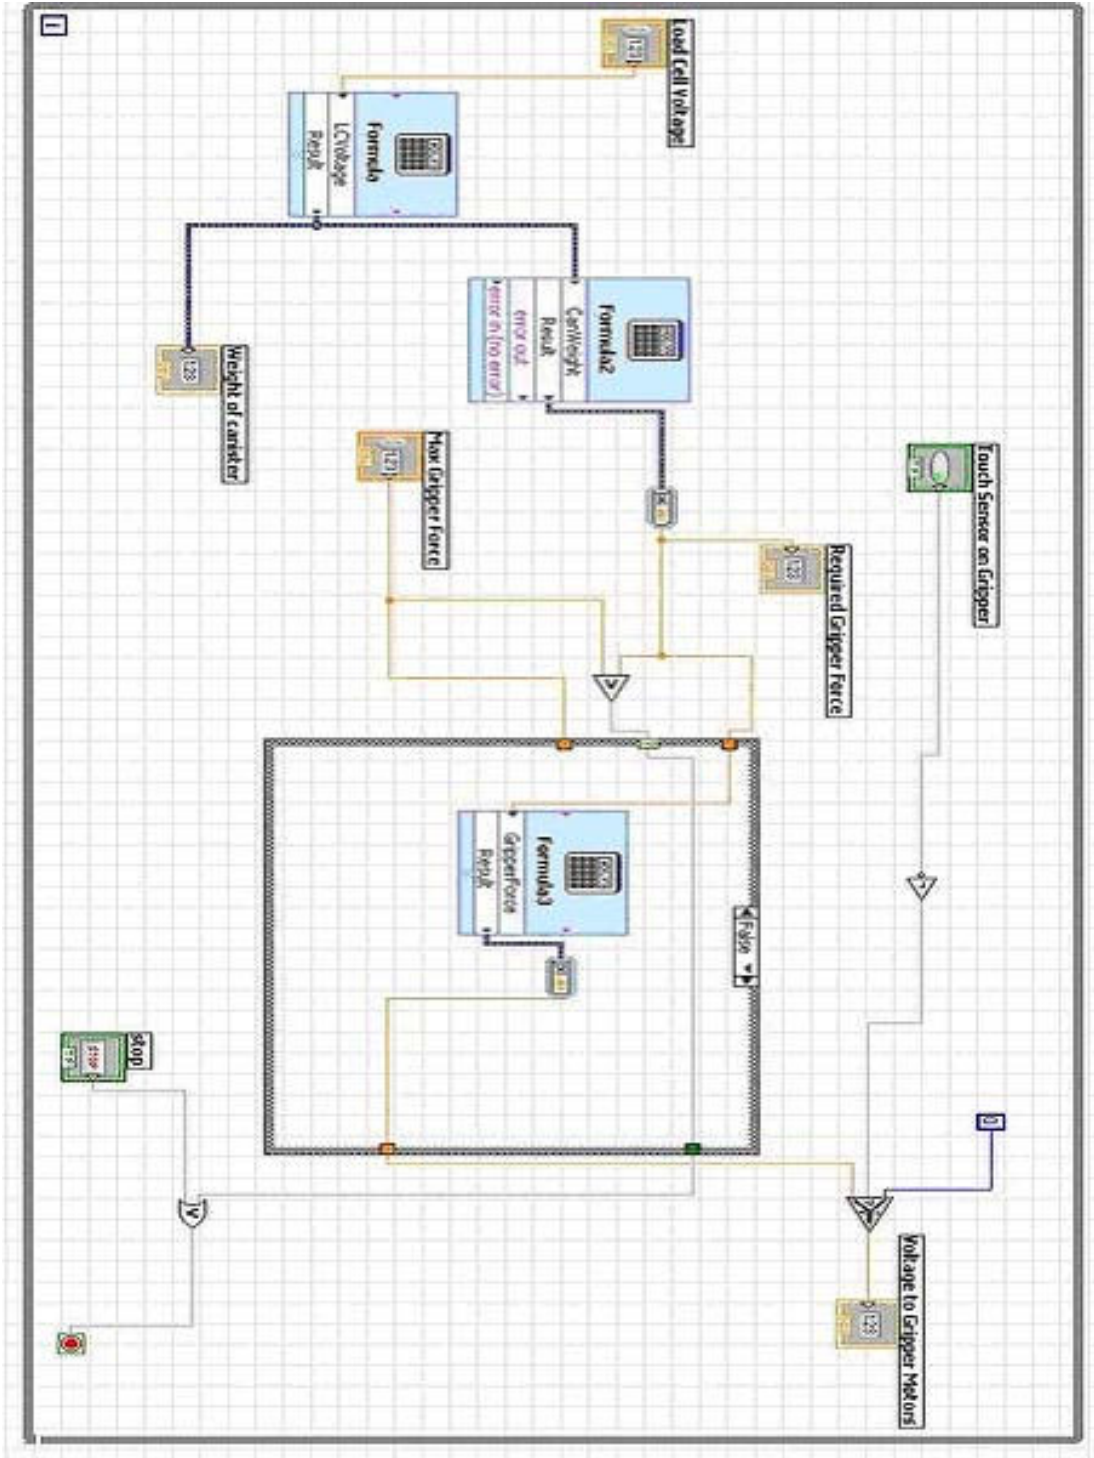 Touch Sensor on Gripper
Required Gripper Force
0
Voltage to Gripper Motors
Load Cell Voltage
Formula2
CanWeight
Result
error out
error in (no error)
False
Formula
LCVoltage
Result
Max Gripper Force
Formula3
GripperForce
Result
Weight of canister
stop
STOP
i